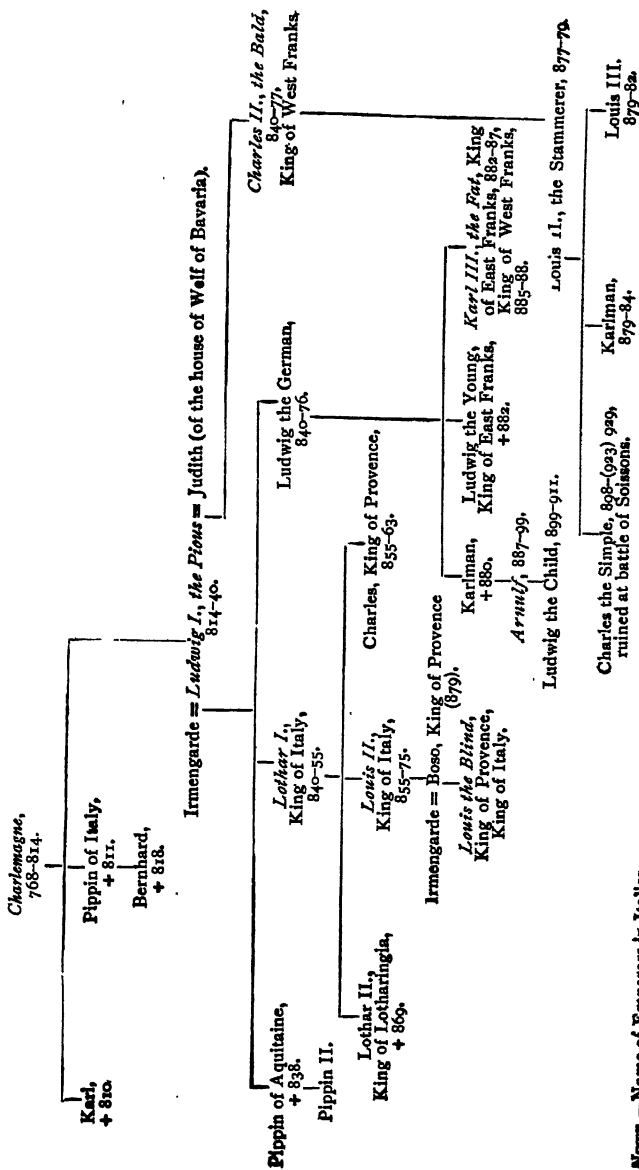 Charlemagne,
768–814.
Karl,
+ 810.
Pippin of Italy,
+ 811.
Bernhard,
+ 818.
Irmengarde = Ludwig I., the Pious = Judith (of the house of Welf of Bavaria).
814–40.
Pippin of Aquitaine,
+ 838.
Pippin II.
Lothar I.,
King of Italy,
840–55.
Ludwig the German,
840–76.
Charles II., the Bald,
840–77.
King of West Franks.
Lothar II.,
King of Lotharingia,
+ 869.
Louis II.,
King of Italy,
855–75.
Charles, King of Provence,
855–63.
Irmengarde = Boso, King of Provence
(879).
Louis the Blind,
King of Provence,
King of Italy.
Karlman,
+ 880.
Arnulf, 887–99.
Ludwig the Child, 899–911.
Ludwig the Young,
King of East Franks,
+ 882.
Karl III., the Fat, King
of East Franks, 882–87,
King of West Franks,
885–88.
Louis II., the Stammerer, 877–79.
Charles the Simple, 898–(923) 929,
ruined at battle of Soissons.
Karlman,
879–84.
Louis III.
879–82.
Name of Emperors in Italics.